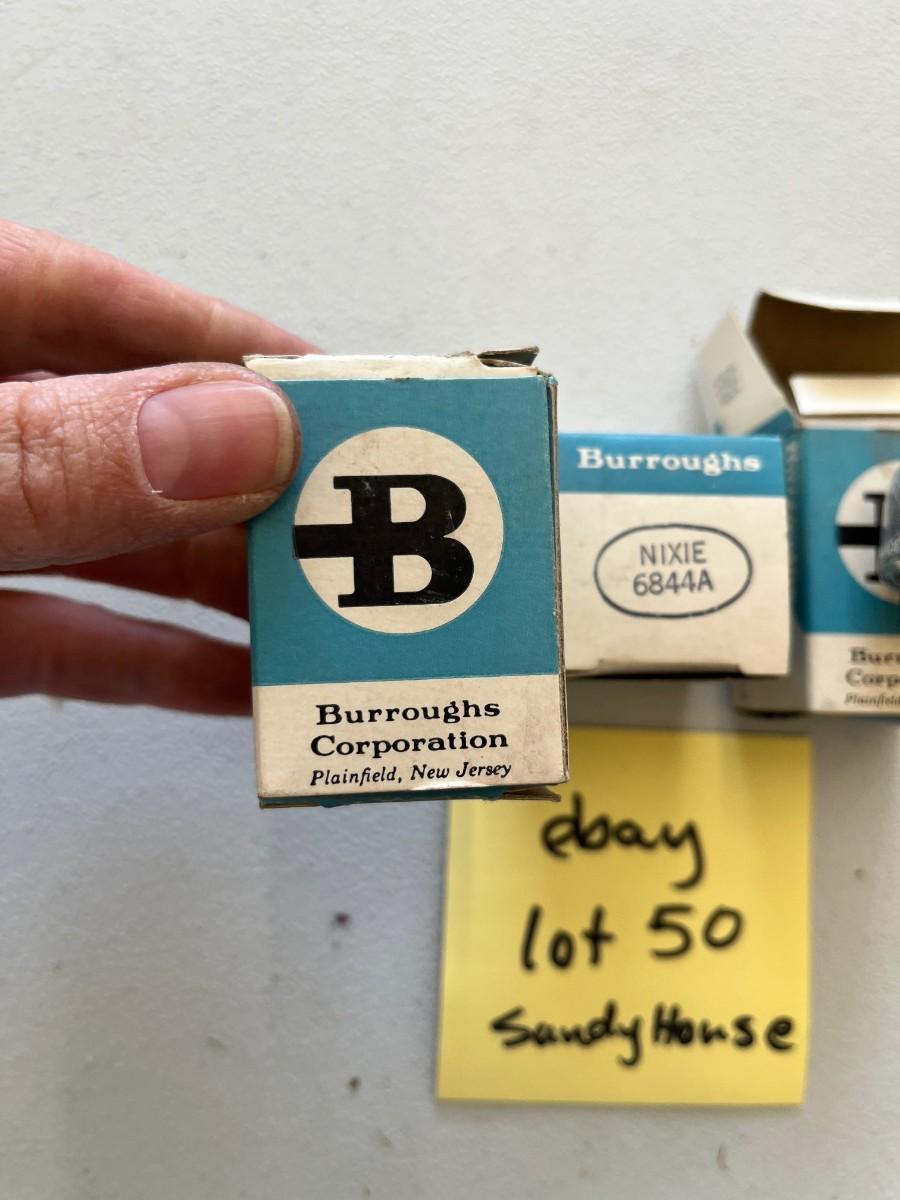 B
Burroughs
Corporation
Plainfield, New Jersey
Burroughs
NIXIE
6844A
ebay
lot 50
SandyHouse